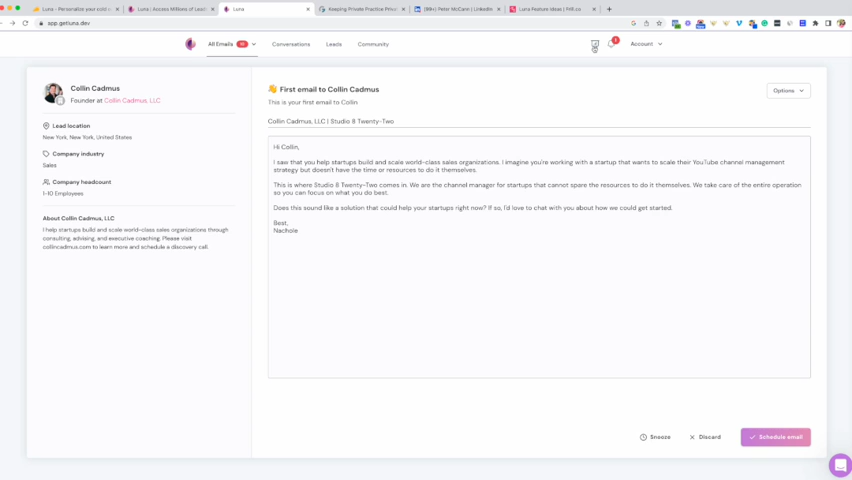 Luna - Personalize your cold e
Luna | Access Millions of Leads
Luna
Keeping Private Practice Priva
(99+) Peter McCann | LinkedIn
Luna Feature Ideas | Frill.co
app.getluna.dev
All Emails
Conversations
Leads
Community
Account
Collin Cadmus
Founder at Collin Cadmus, LLC
Lead location
New York, New York, United States
Company industry
Sales
Company headcount
1-10 Employees
About Collin Cadmus, LLC
I help startups build and scale world-class sales organizations through
consulting, advising, and executive coaching. Please visit
collincadmus.com to learn more and schedule a discovery call.
👋 First email to Collin Cadmus
This is your first email to Collin
Options
Collin Cadmus, LLC | Studio 8 Twenty-Two
Hi Collin,
I saw that you help startups build and scale world-class sales organizations. I imagine you're working with a startup that wants to scale their YouTube channel management
strategy but doesn't have the time or resources to do it themselves.
This is where Studio 8 Twenty-Two comes in. We are the channel manager for startups that cannot spare the resources to do it themselves. We take care of the entire operation
so you can focus on what you do best.
Does this sound like a solution that could help your startups right now? If so, I'd love to chat with you about how we could get started.
Best,
Nachole
Snooze
Discard
Schedule email